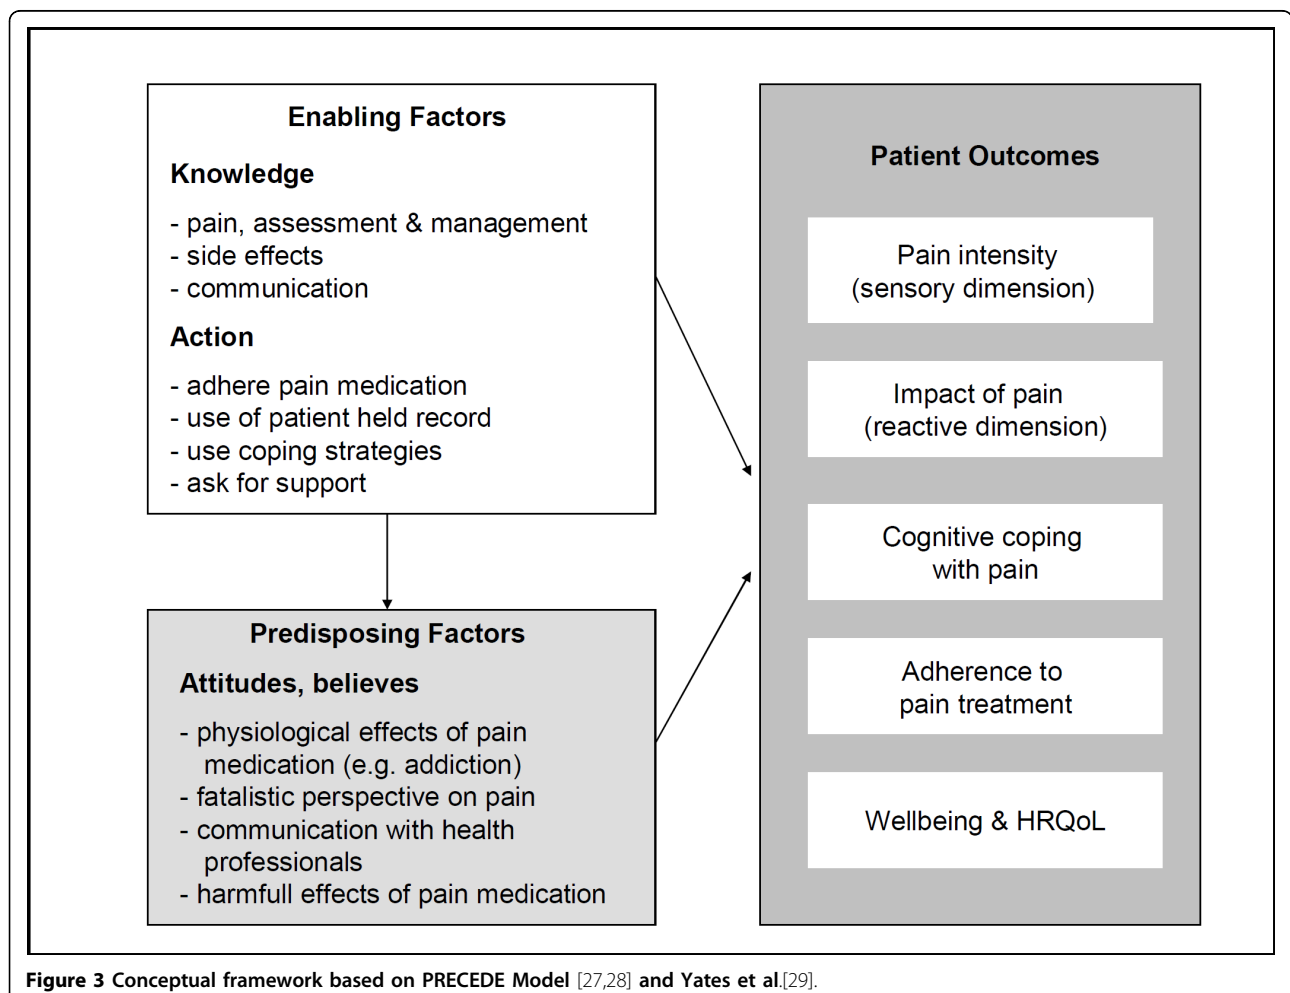 Enabling Factors
Knowledge
- pain, assessment & management
- side effects
- communication
Action
- adhere pain medication
- use of patient held record
- use coping strategies
- ask for support
Predisposing Factors
Attitudes, believes
- physiological effects of pain
medication (e.g. addiction)
- fatalistic perspective on pain
- communication with health
professionals
- harmfull effects of pain medication
Patient Outcomes
Pain intensity
(sensory dimension)
Impact of pain
(reactive dimension)
Cognitive coping
with pain
Adherence to
pain treatment
Wellbeing & HRQoL
Figure 3 Conceptual framework based on PRECEDE Model [27,28] and Yates et al.[29].